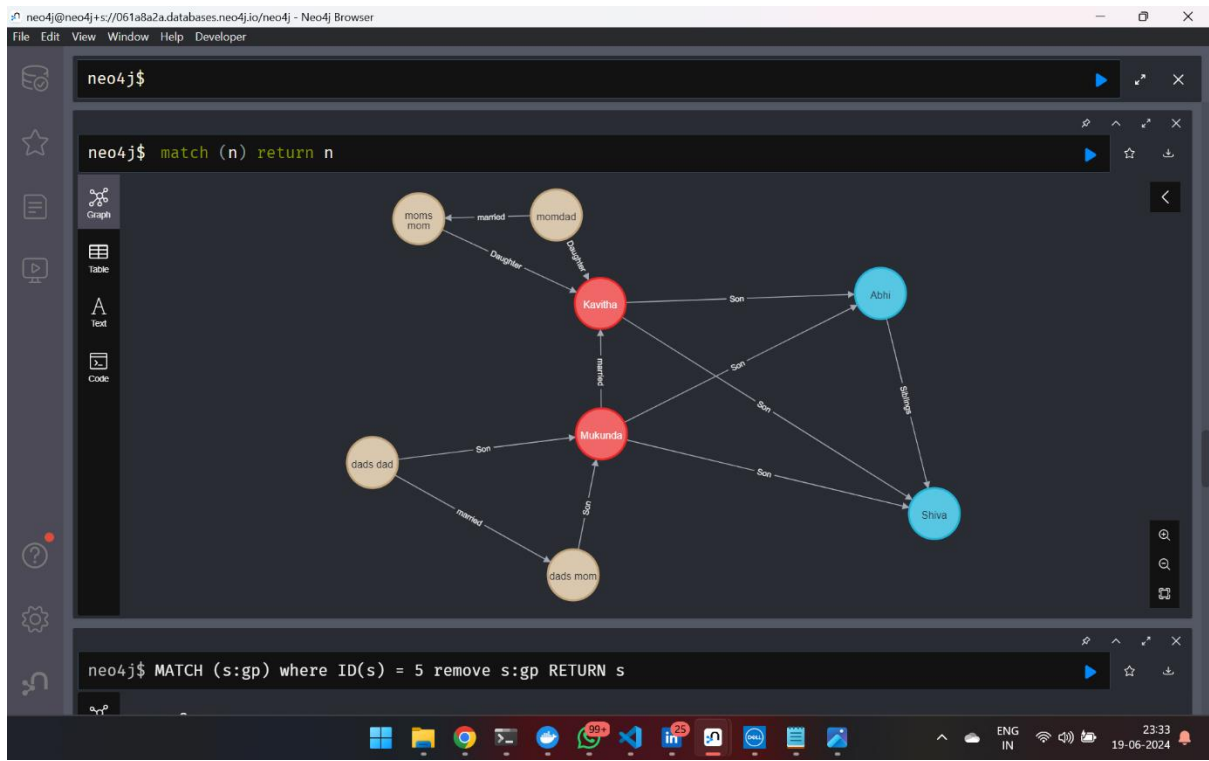 neo4j@neo4j+s://061a8a2a.databases.neo4j.io/neo4j - Neo4j Browser
File Edit View Window Help Developer
neo4j$
neo4j$ match (n) return n
Graph
Table
Text
Code
moms
mom
married
momdad
Daughter
Daughter
Kavitha
Son
Abhi
married
Son
Son
Siblings
Mukunda
Son
dads dad
Son
Son
married
Shiva
dads mom
neo4j$ MATCH (s:gp) where ID(s) = 5 remove s:gp RETURN s
99+
in
25
DELL
ENG
IN
23:33
19-06-2024